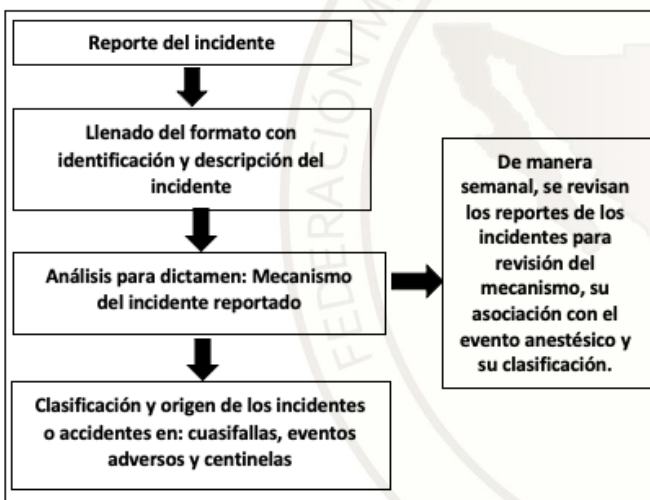 Reporte del incidente
Llenado del formato con
identificación y descripción del
incidente
Análisis para dictamen: Mecanismo
del incidente reportado
Clasificación y origen de los incidentes
o accidentes en: cuasifallas, eventos
adversos y centinelas
De manera
semanal, se revisan
los reportes de los
incidentes para
revisión del
mecanismo, su
asociación con el
evento anestésico y
su clasificación.
FEDERACIÓN M